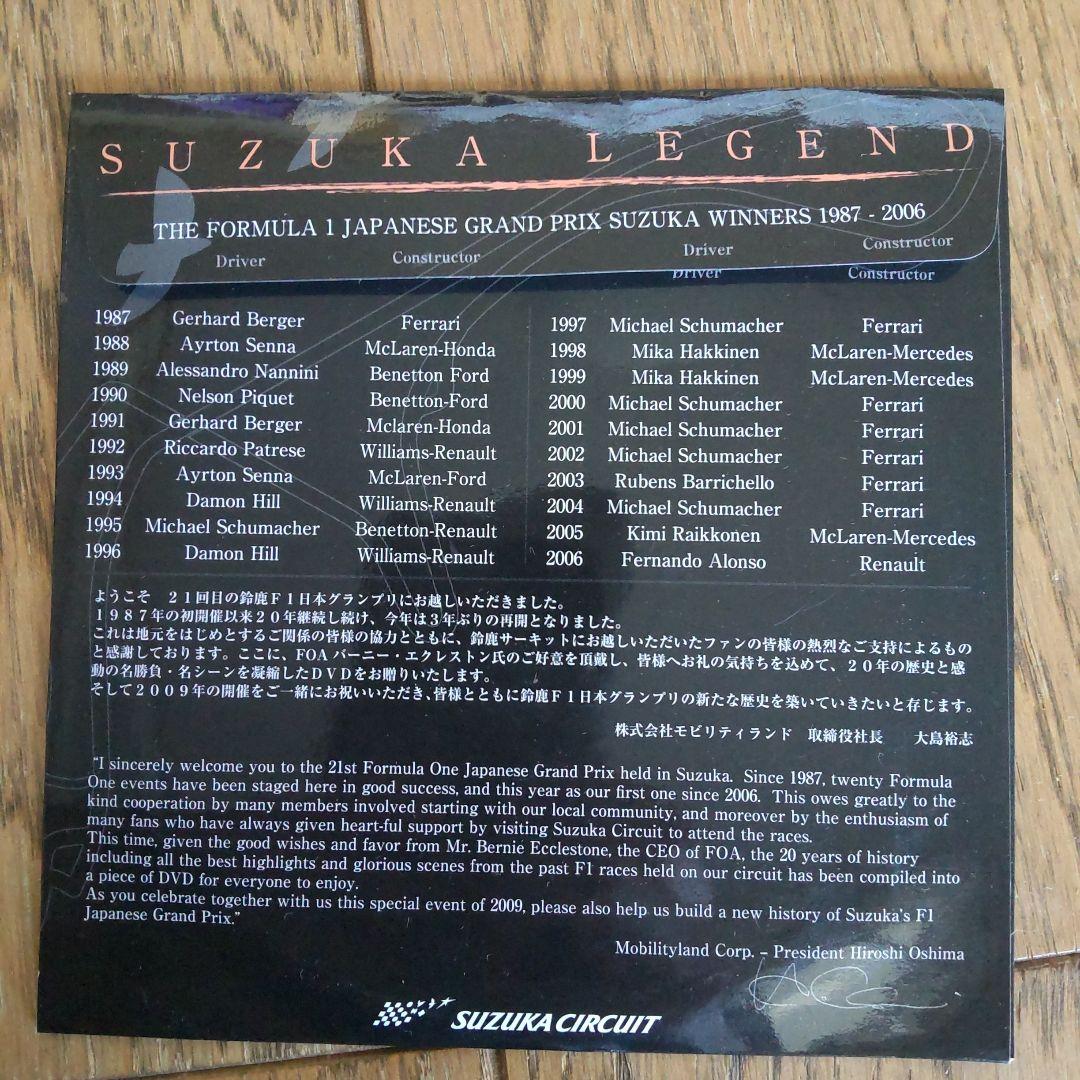 SUZUKA LEGEND
THE FORMULA 1 JAPANESE GRAND PRIX SUZUKA WINNERS 1987 - 2006
Driver Constructor Driver Constructor
Driver Constructor
1987 Gerhard Berger Ferrari 1997 Michael Schumacher Ferrari
1988 Ayrton Senna McLaren-Honda 1998 Mika Hakkinen McLaren-Mercedes
1989 Alessandro Nannini Benetton Ford 1999 Mika Hakkinen McLaren-Mercedes
1990 Nelson Piquet Benetton-Ford 2000 Michael Schumacher Ferrari
1991 Gerhard Berger Mclaren-Honda 2001 Michael Schumacher Ferrari
1992 Riccardo Patrese Williams-Renault 2002 Michael Schumacher Ferrari
1993 Ayrton Senna McLaren-Ford 2003 Rubens Barrichello Ferrari
1994 Damon Hill Williams-Renault 2004 Michael Schumacher Ferrari
1995 Michael Schumacher Benetton-Renault 2005 Kimi Raikkonen McLaren-Mercedes
1996 Damon Hill Williams-Renault 2006 Fernando Alonso Renault
ようこそ　２１回目の鈴鹿Ｆ１日本グランプリにお越しいただきました。
１９８７年の初開催以来２０年継続し続け、今年は３年ぶりの再開となりました。
これは地元をはじめとするご関係の皆様の協力とともに、鈴鹿サーキットにお越しいただいたファンの皆様の熱烈なご支持によるもの
と感謝しております。ここに、FOAバーニー・エクレストン氏のご好意を頂戴し、皆様へお礼の気持ちを込めて、２０年の歴史と感
動の名勝負・名シーンを凝縮したＤＶＤをお贈りいたします。
そして２００９年の開催をご一緒にお祝いいただき、皆様とともに鈴鹿Ｆ１日本グランプリの新たな歴史を築いていきたいと存じます。
株式会社モビリティランド　取締役社長　大島裕志
"I sincerely welcome you to the 21st Formula One Japanese Grand Prix held in Suzuka. Since 1987, twenty Formula
One events have been staged here in good success, and this year as our first one since 2006. This owes greatly to the
kind cooperation by many members involved starting with our local community, and moreover by the enthusiasm of
many fans who have always given heart-ful support by visiting Suzuka Circuit to attend the races.
This time, given the good wishes and favor from Mr. Bernie Ecclestone, the CEO of FOA, the 20 years of history
including all the best highlights and glorious scenes from the past F1 races held on our circuit has been compiled into
a piece of DVD for everyone to enjoy.
As you celebrate together with us this special event of 2009, please also help us build a new history of Suzuka's F1
Japanese Grand Prix."
Mobilityland Corp. – President Hiroshi Oshima
SUZUKA CIRCUIT